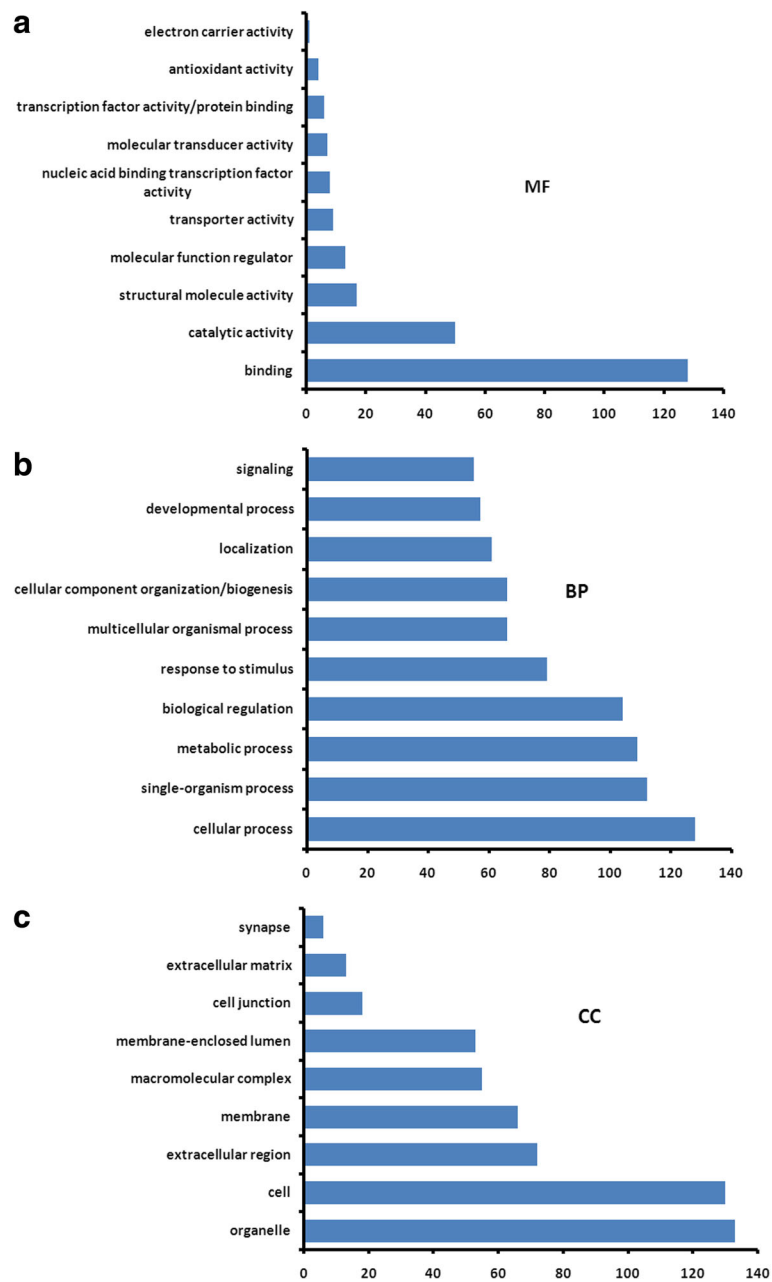 a
electron carrier activity
antioxidant activity
transcription factor activity/protein binding
molecular transducer activity
nucleic acid binding transcription factor
activity
MF
transporter activity
molecular function regulator
structural molecule activity
catalytic activity
binding
0 20 40 60 80 100 120 140
b
signaling
developmental process
localization
cellular component organization/biogenesis
BP
multicellular organismal process
response to stimulus
biological regulation
metabolic process
single-organism process
cellular process
0 20 40 60 80 100 120 140
c
synapse
extracellular matrix
cell junction
CC
membrane-enclosed lumen
macromolecular complex
membrane
extracellular region
cell
organelle
0 20 40 60 80 100 120 140